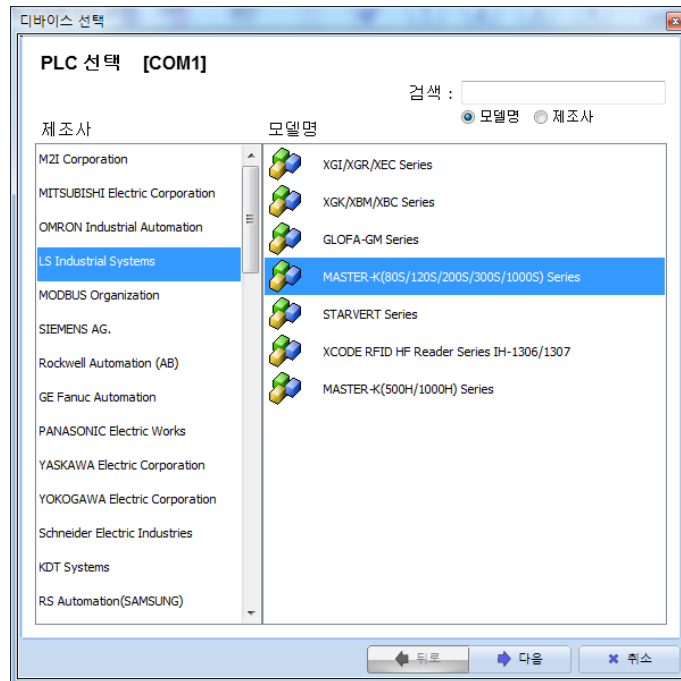 디바이스 선택
PLC 선택 [COM1]
검색 :
모델명 제조사
제조사
M2I Corporation
MITSUBISHI Electric Corporation
OMRON Industrial Automation
LS Industrial Systems
MODBUS Organization
SIEMENS AG.
Rockwell Automation (AB)
GE Fanuc Automation
PANASONIC Electric Works
YASKAWA Electric Corporation
YOKOGAWA Electric Corporation
Schneider Electric Industries
KDT Systems
RS Automation(SAMSUNG)
모델명
XGI/XGR/XEC Series
XGK/XBM/XBC Series
GLOFA-GM Series
MASTER-K(80S/120S/200S/300S/1000S) Series
STARVERT Series
XCODE RFID HF Reader Series IH-1306/1307
MASTER-K(500H/1000H) Series
뒤로 다음 취소